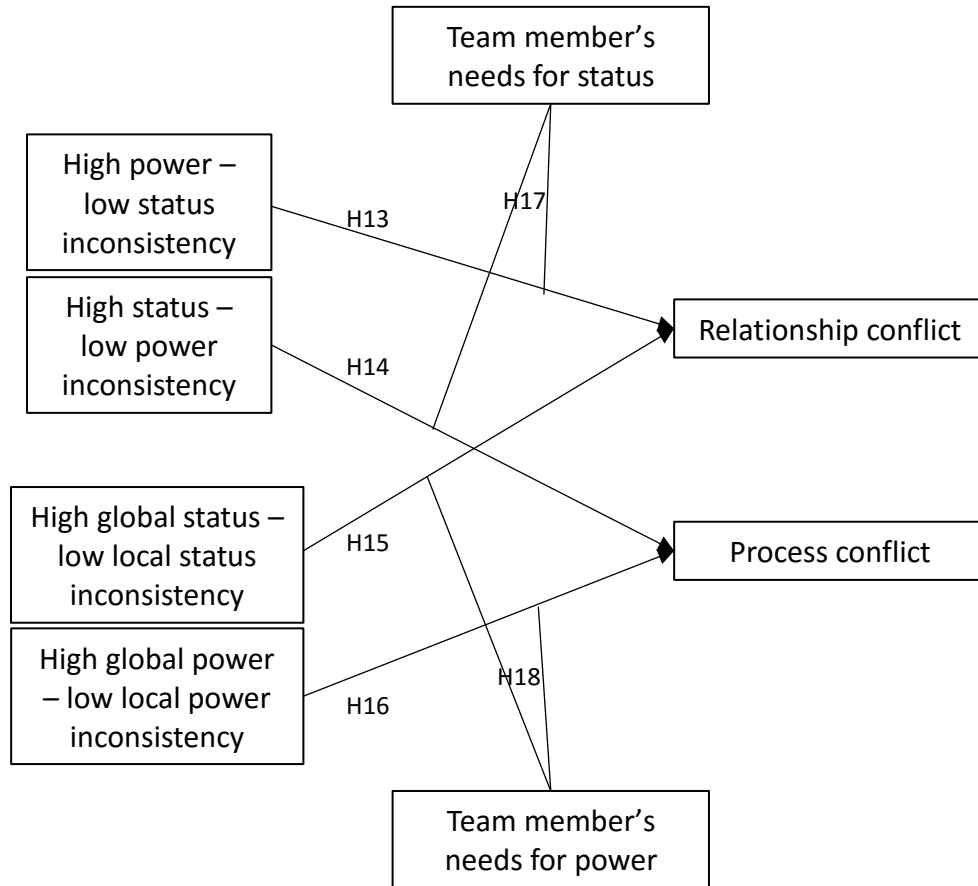 Team member’s
needs for status
High power –
low status
inconsistency
H13
H17
High status –
low power
inconsistency
H14
Relationship conflict
High global status –
low local status
inconsistency
H15
Process conflict
High global power
– low local power
inconsistency
H16
H18
Team member’s
needs for power